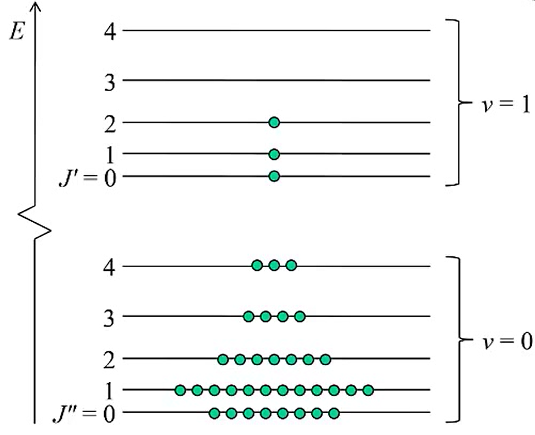 E
4
3
2
1
J′ = 0
v = 1
4
3
2
1
J″ = 0
v = 0